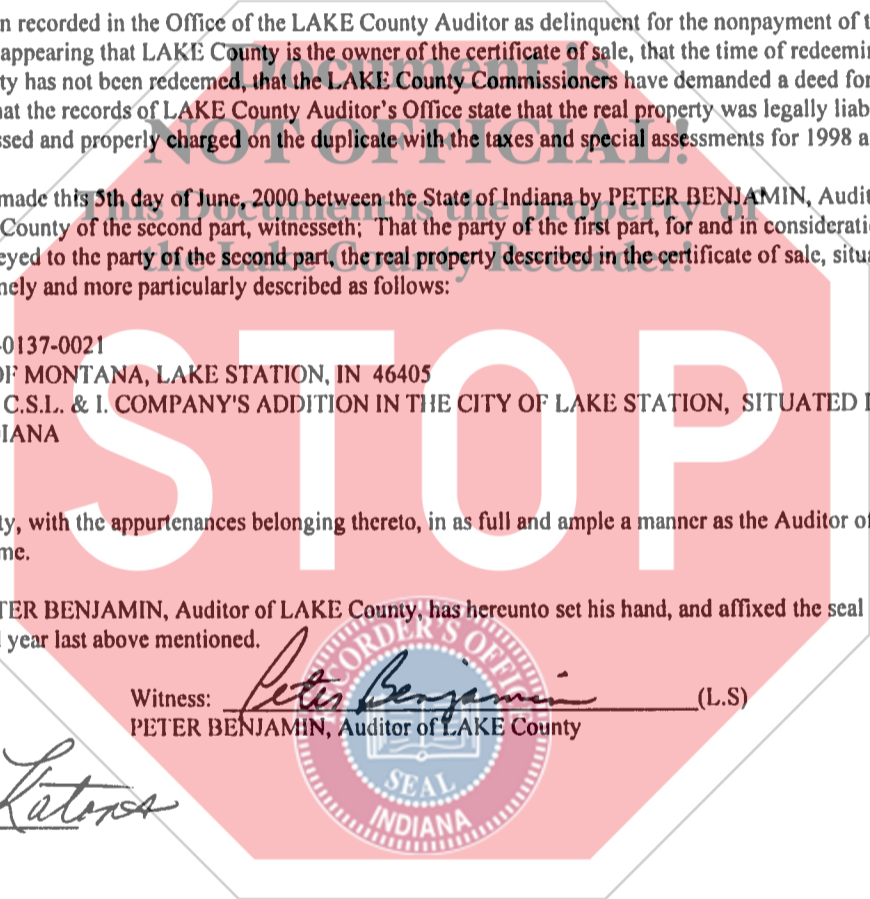 n recorded in the Office of the LAKE County Auditor as delinquent for the nonpayment of t
appearing that LAKE County is the owner of the certificate of sale, that the time of redeemin
Document is
ty has not been redeemed, that the LAKE County Commissioners have demanded a deed for
at the records of LAKE County Auditor's Office state that the real property was legally liab
NOT OFFICIAL!
ssed and properly charged on the duplicate with the taxes and special assessments for 1998 a
made this 5th day of June, 2000 between the State of Indiana by PETER BENJAMIN, Audit
This Document is the property of
County of the second part, witnesseth; That the party of the first part, for and in considerati
eyed to the party of the second part, the real property described in the certificate of sale, situa
the Lake County Recorder!
nely and more particularly described as follows:
-0137-0021
OF MONTANA, LAKE STATION, IN 46405
C.S.L. & I. COMPANY'S ADDITION IN THE CITY OF LAKE STATION, SITUATED I
IANA
STOP
ty, with the appurtenances belonging thereto, in as full and ample a manner as the Auditor of
me.
TER BENJAMIN, Auditor of LAKE County, has hereunto set his hand, and affixed the seal
year last above mentioned.
RECORDER'S OFFICE
Witness: Peter Benjamin (L.S)
PETER BENJAMIN, Auditor of LAKE County
SEAL
INDIANA